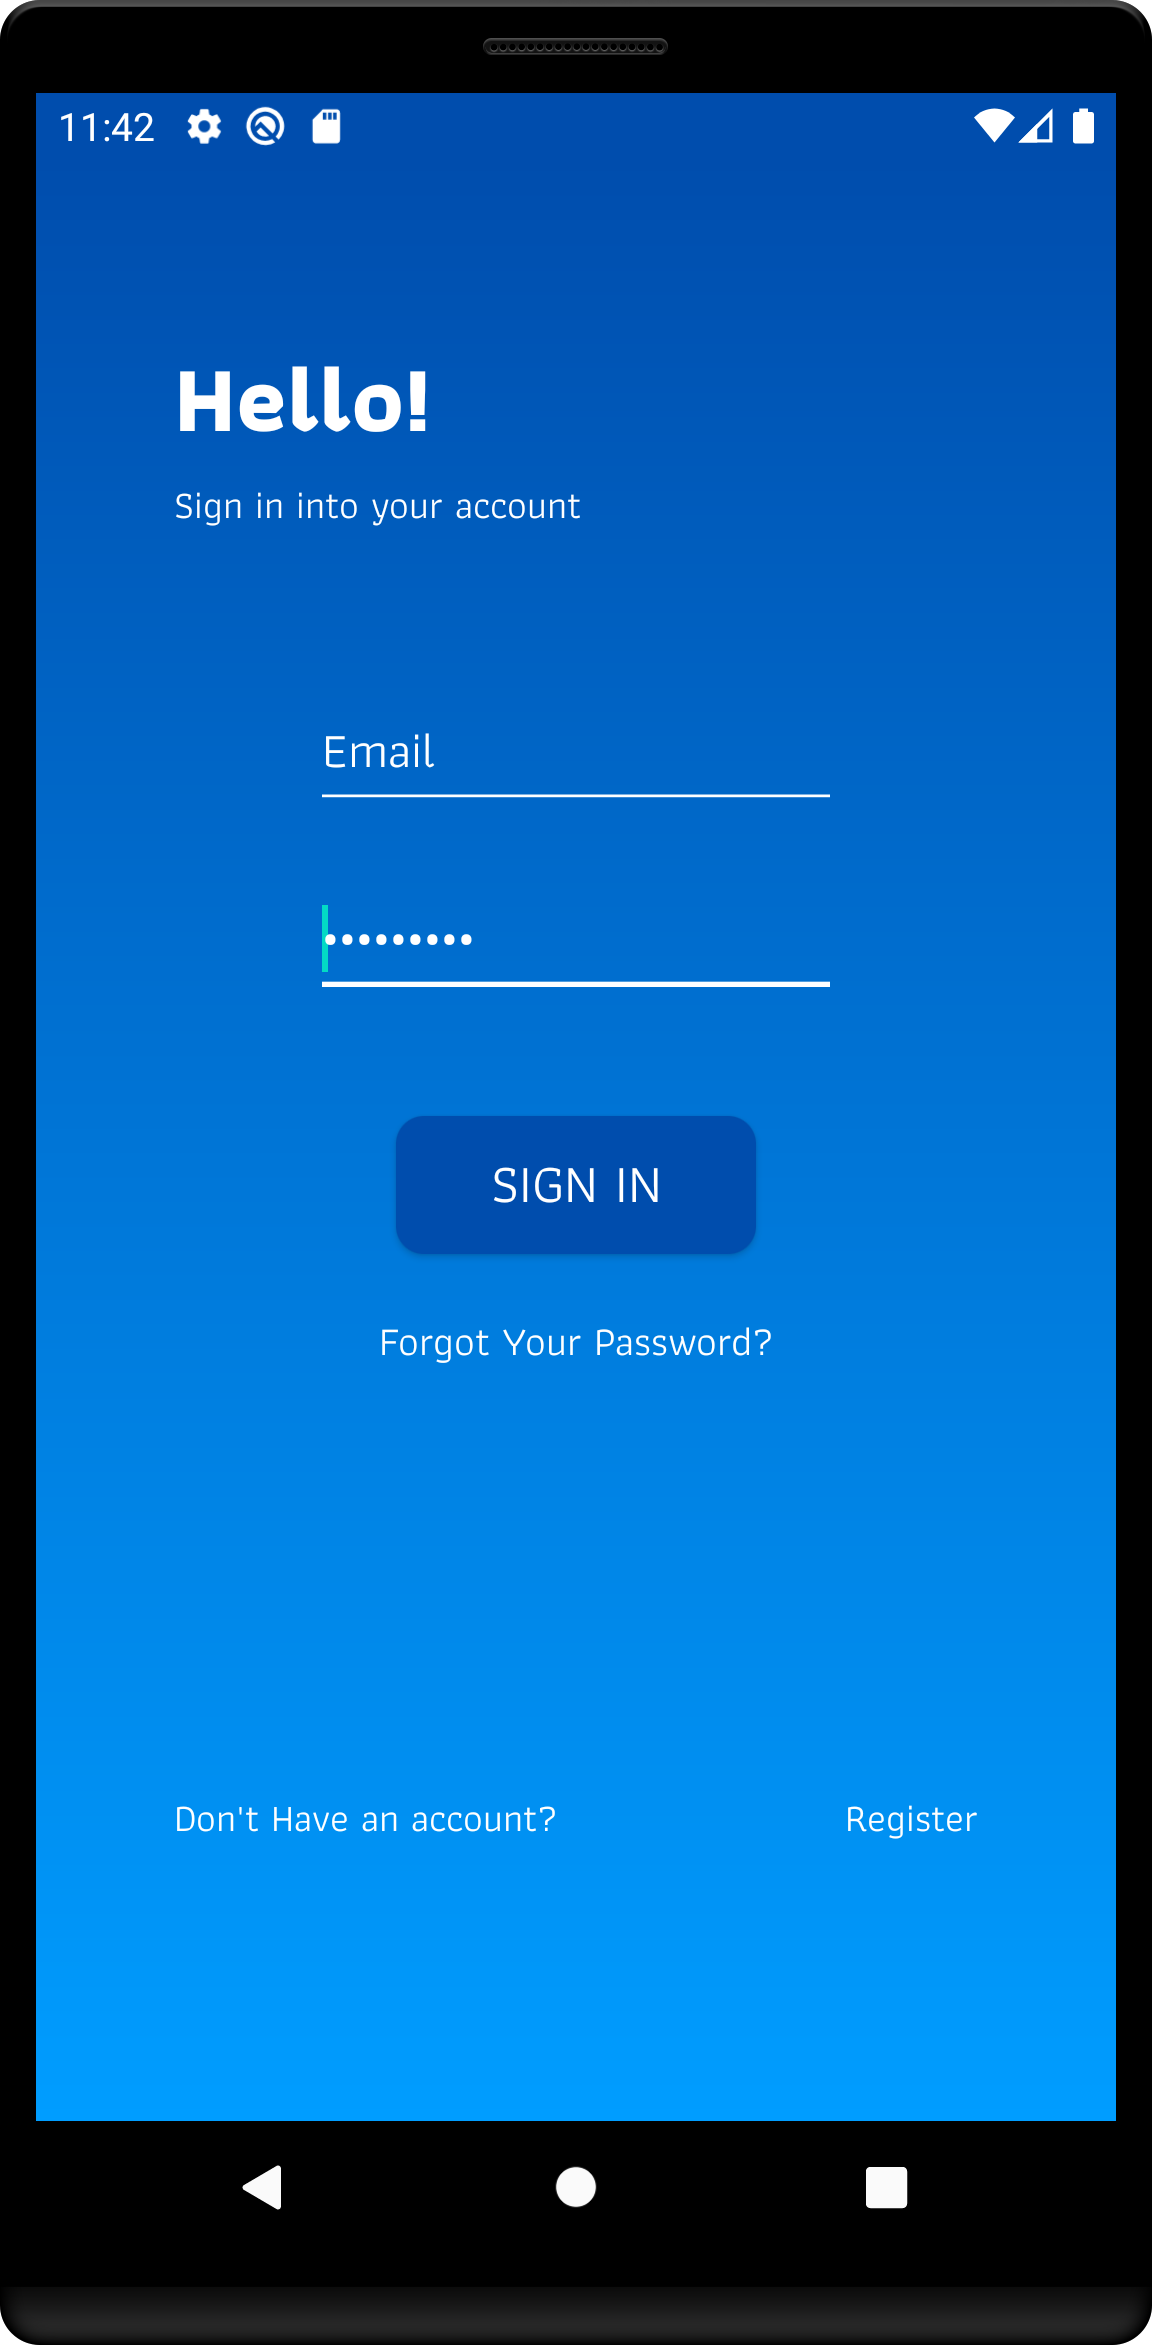 11:42
Hello!
Sign in into your account
Email
•••••••••
SIGN IN
Forgot Your Password?
Don't Have an account? Register